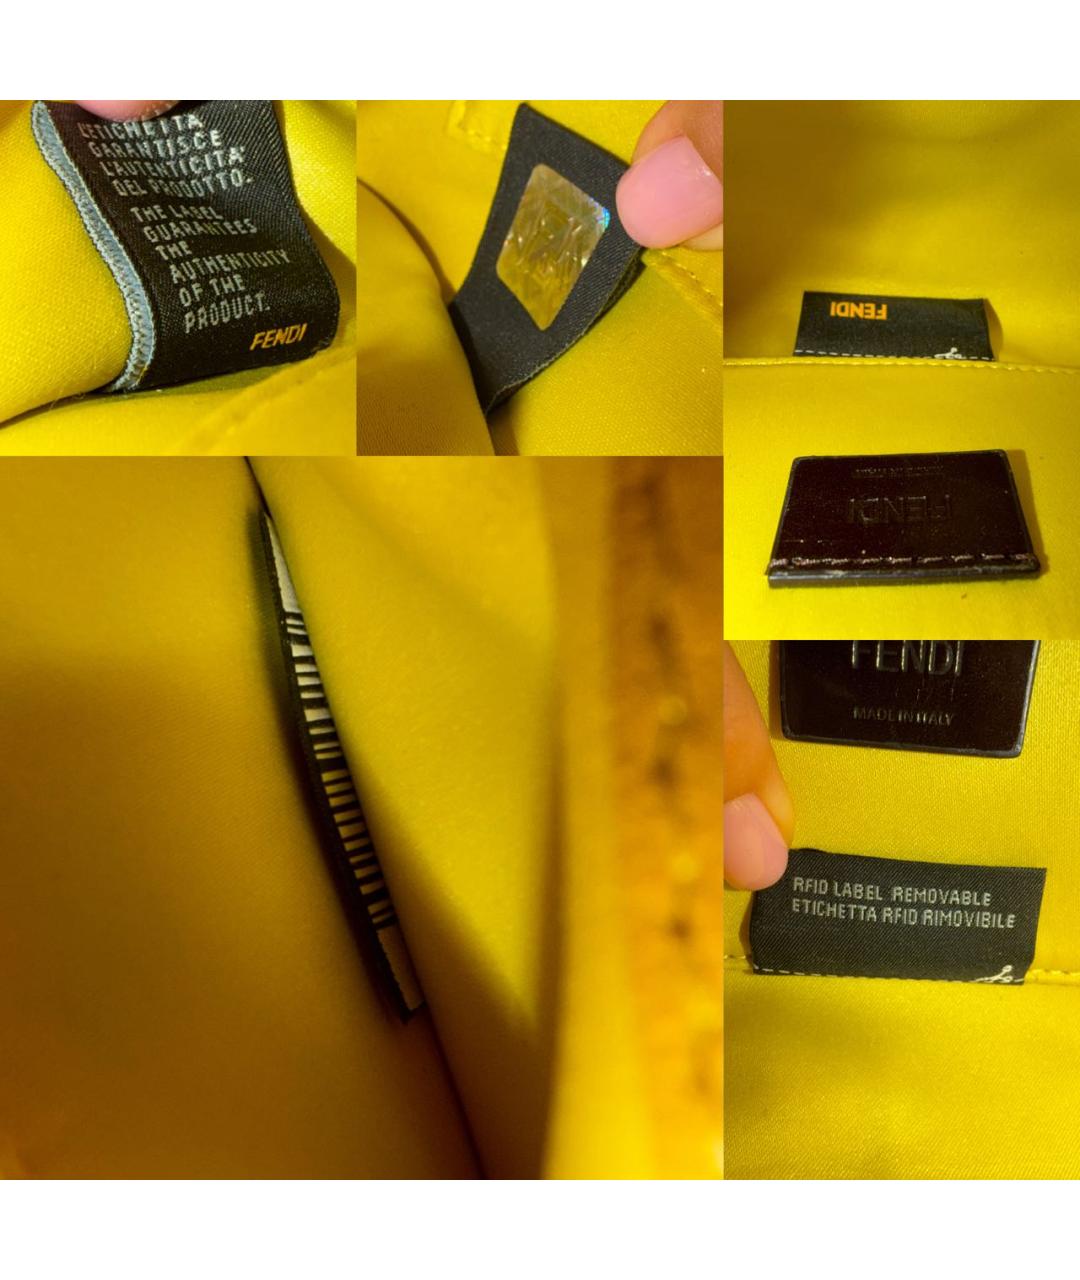 L'ETICHETTA
GARANTISCE
L'AUTENTICITA'
DEL PRODOTTO.
THE LABEL
GUARANTEES
THE
AUTHENTICITY
OF THE
PRODUCT.
FENDI
FENDI
FENDI
FENDI
MADE IN ITALY
RFID LABEL REMOVABLE
ETICHETTA RFID RIMOVIBILE